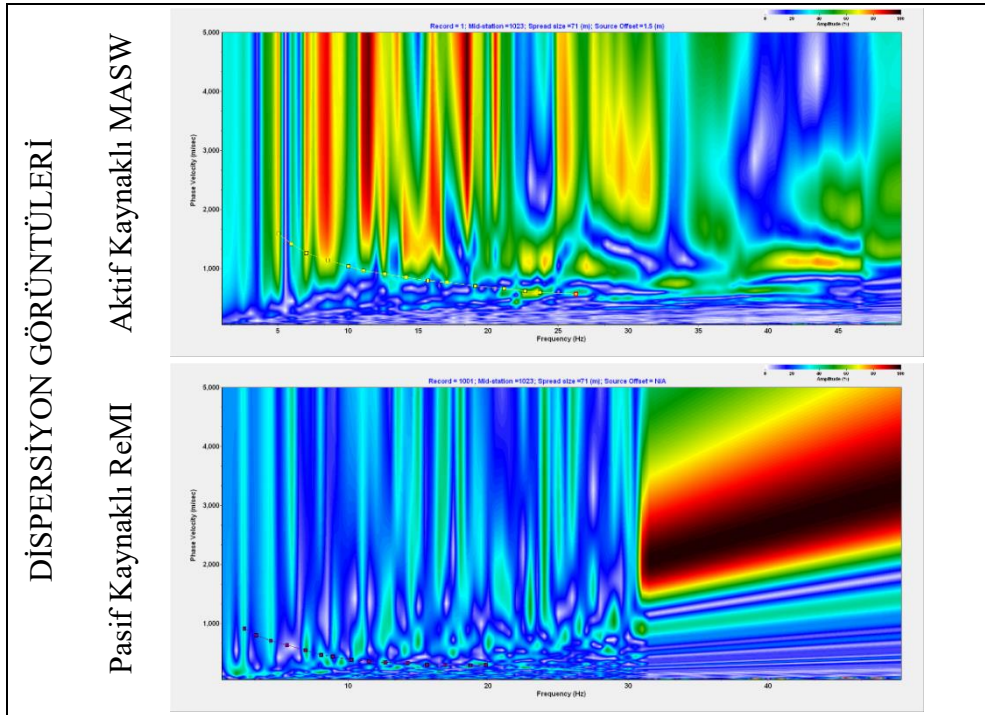 DİSPERSİYON GÖRÜNTÜLERİ
Aktif Kaynaklı MASW
Record = 1; Mid-station =1023; Spread size =71 (m); Source Offset =1.5 (m)
0 20 40 60 80 100
Amplitude (%)
Phase Velocity (m/sec)
5,000
4,000
3,000
2,000
1,000
5 10 15 20 25 30 35 40 45
Frequency (Hz)
Pasif Kaynaklı ReMI
Record = 1001; Mid-station =1023; Spread size =71 (m); Source Offset = N/A
0 20 40 60 80 100
Amplitude (%)
Phase Velocity (m/sec)
5,000
4,000
3,000
2,000
1,000
10 20 30 40
Frequency (Hz)